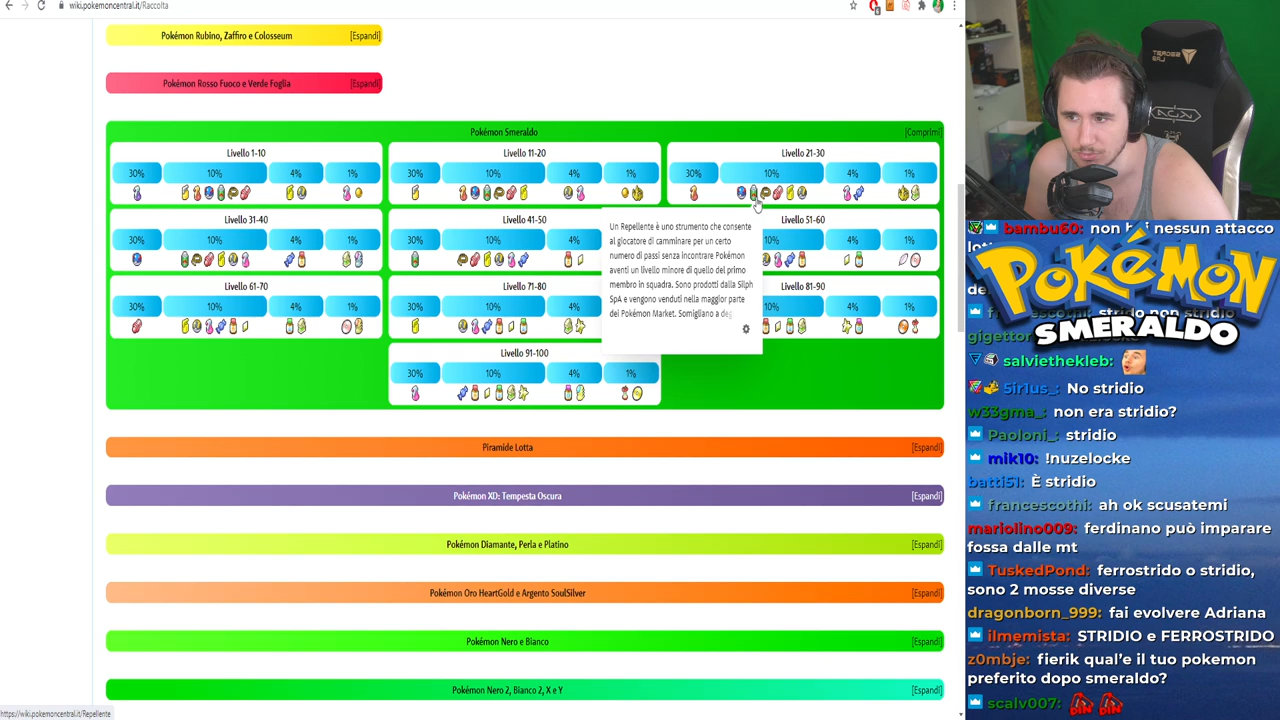 wiki.pokemoncentral.it/Raccolta
Pokémon Rubino, Zaffiro e Colosseum [Espandi]
Pokémon Rosso Fuoco e Verde Foglia [Espandi]
Pokémon Smeraldo [Comprimi]
Livello 1-10 Livello 11-20 Livello 21-30
30% 10% 4% 1% 30% 10% 4% 1% 30% 10% 4% 1%
Livello 31-40 Livello 41-50 51-60
30% 10% 4% 1% 30% 10% 4% 10% 4% 1%
Livello 61-70 Livello 71-80 81-90
30% 10% 4% 1% 30% 10% 4% 10% 4% 1%
Livello 91-100
30% 10% 4% 1%
Un Repellente è uno strumento che consente
al giocatore di camminare per un certo
numero di passi senza incontrare Pokémon
aventi un livello minore di quello del primo
membro in squadra. Sono prodotti dalla Silph
SpA e vengono venduti nella maggior parte
dei Pokémon Market. Somigliano a deg
Piramide Lotta [Espandi]
Pokémon XD: Tempesta Oscura [Espandi]
Pokémon Diamante, Perla e Platino [Espandi]
Pokémon Oro HeartGold e Argento SoulSilver [Espandi]
Pokémon Nero e Bianco [Espandi]
Pokémon Nero 2, Bianco 2, X e Y [Espandi]
https://wiki.pokemoncentral.it/Repellente
SECRETLAB
bambu60: non hai nessun attacco
POKÉMON
SMERALDO
salviethekleb:
Sir1us_: No stridio
w33gma_: non era stridio?
Paoloni_: stridio
mik10: !nuzelocke
batti51: È stridio
francescothi: ah ok scusatemi
mariolino009: ferdinano può imparare
fossa dalle mt
TuskedPond: ferrostrido o stridio,
sono 2 mosse diverse
dragonborn_999: fai evolvere Adriana
ilmemista: STRIDIO e FERROSTRIDO
z0mbje: fierik qual'e il tuo pokemon
preferito dopo smeraldo?
scalv007: DIN DIN